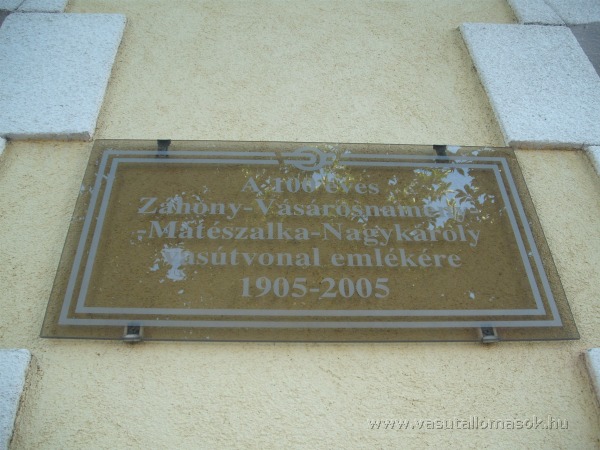 A 100 éves
Záhony-Vásárosnamény-
-Mátészalka-Nagykároly
vasútvonal emlékére
1905-2005
www.vasutallomasok.hu